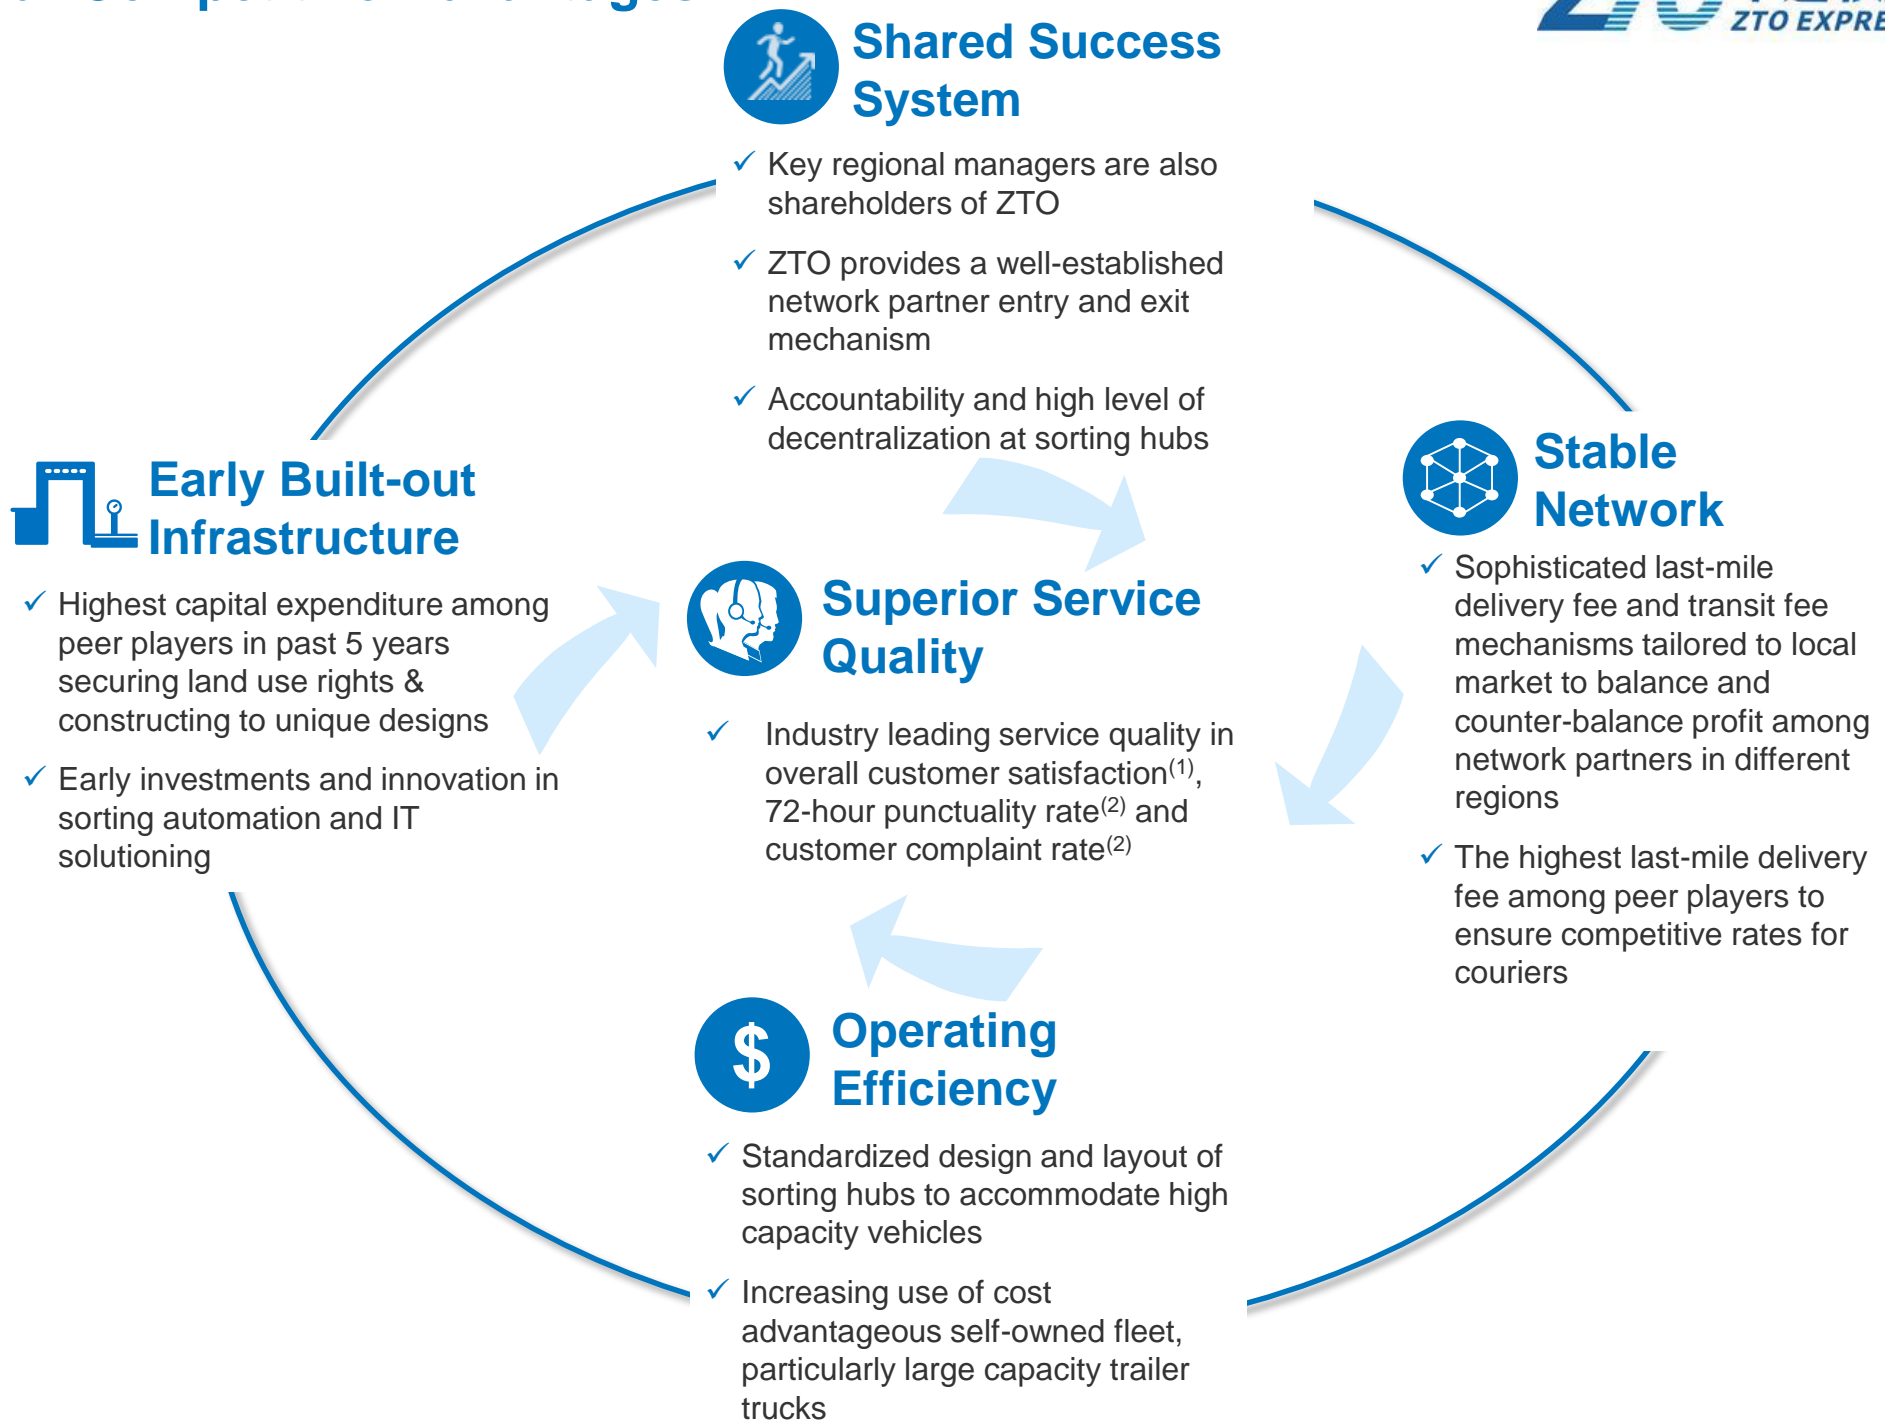 ZTO EXPRE
Shared Success
System
✓ Key regional managers are also
shareholders of ZTO
✓ ZTO provides a well-established
network partner entry and exit
mechanism
✓ Accountability and high level of
decentralization at sorting hubs
Early Built-out
Infrastructure
✓ Highest capital expenditure among
peer players in past 5 years
securing land use rights &
constructing to unique designs
✓ Early investments and innovation in
sorting automation and IT
solutioning
Superior Service
Quality
✓ Industry leading service quality in
overall customer satisfaction(1),
72-hour punctuality rate(2) and
customer complaint rate(2)
Stable
Network
✓ Sophisticated last-mile
delivery fee and transit fee
mechanisms tailored to local
market to balance and
counter-balance profit among
network partners in different
regions
✓ The highest last-mile delivery
fee among peer players to
ensure competitive rates for
couriers
$
Operating
Efficiency
✓ Standardized design and layout of
sorting hubs to accommodate high
capacity vehicles
✓ Increasing use of cost
advantageous self-owned fleet,
particularly large capacity trailer
trucks